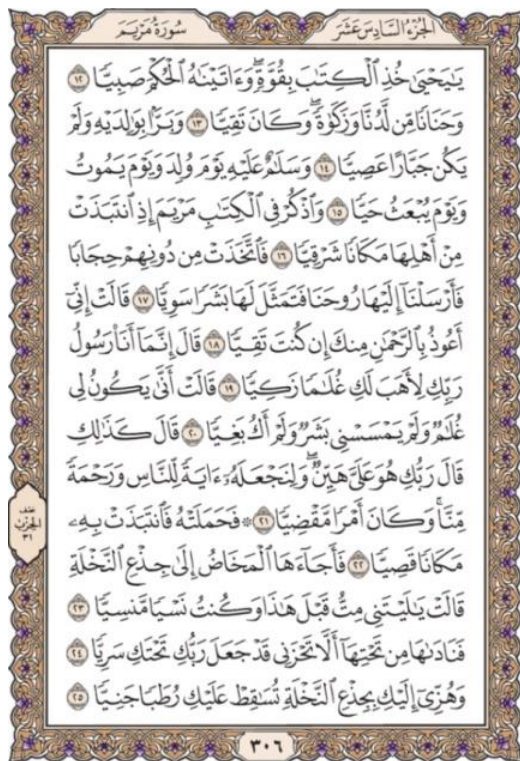 الجزء السادس عشر
سورة مريم
يَـٰيَحْيَىٰ خُذِ ٱلْكِتَـٰبَ بِقُوَّةٍۖ وَءَاتَيْنَـٰهُ ٱلْحُكْمَ صَبِيًّا ١٢
وَحَنَانًا مِّن لَّدُنَّا وَزَكَوٰةًۖ وَكَانَ تَقِيًّا ١٣ وَبَرًّۢا بِوَٰلِدَيْهِ وَلَمْ
يَكُن جَبَّارًا عَصِيًّا ١٤ وَسَلَـٰمٌ عَلَيْهِ يَوْمَ وُلِدَ وَيَوْمَ يَمُوتُ
وَيَوْمَ يُبْعَثُ حَيًّا ١٥ وَٱذْكُرْ فِى ٱلْكِتَـٰبِ مَرْيَمَ إِذِ ٱنتَبَذَتْ
مِنْ أَهْلِهَا مَكَانًا شَرْقِيًّا ١٦ فَٱتَّخَذَتْ مِن دُونِهِمْ حِجَابًا
فَأَرْسَلْنَآ إِلَيْهَا رُوحَنَا فَتَمَثَّلَ لَهَا بَشَرًا سَوِيًّا ١٧ قَالَتْ إِنِّىٓ
أَعُوذُ بِٱلرَّحْمَـٰنِ مِنكَ إِن كُنتَ تَقِيًّا ١٨ قَالَ إِنَّمَآ أَنَا۠ رَسُولُ
رَبِّكِ لِأَهَبَ لَكِ غُلَـٰمًا زَكِيًّا ١٩ قَالَتْ أَنَّىٰ يَكُونُ لِى
غُلَـٰمٌ وَلَمْ يَمْسَسْنِى بَشَرٌ وَلَمْ أَكُ بَغِيًّا ٢٠ قَالَ كَذَٰلِكِ
قَالَ رَبُّكِ هُوَ عَلَىَّ هَيِّنٌۖ وَلِنَجْعَلَهُۥٓ ءَايَةً لِّلنَّاسِ وَرَحْمَةً
مِّنَّاۚ وَكَانَ أَمْرًا مَّقْضِيًّا ٢١ ۞ فَحَمَلَتْهُ فَٱنتَبَذَتْ بِهِۦ
مَكَانًا قَصِيًّا ٢٢ فَأَجَآءَهَا ٱلْمَخَاضُ إِلَىٰ جِذْعِ ٱلنَّخْلَةِ
قَالَتْ يَـٰلَيْتَنِى مِتُّ قَبْلَ هَـٰذَا وَكُنتُ نَسْيًا مَّنسِيًّا ٢٣
فَنَادَىٰهَا مِن تَحْتِهَآ أَلَّا تَحْزَنِى قَدْ جَعَلَ رَبُّكِ تَحْتَكِ سَرِيًّا ٢٤
وَهُزِّىٓ إِلَيْكِ بِجِذْعِ ٱلنَّخْلَةِ تُسَـٰقِطْ عَلَيْكِ رُطَبًا جَنِيًّا ٢٥
نصف
الحزب
٣١
٣٠٦